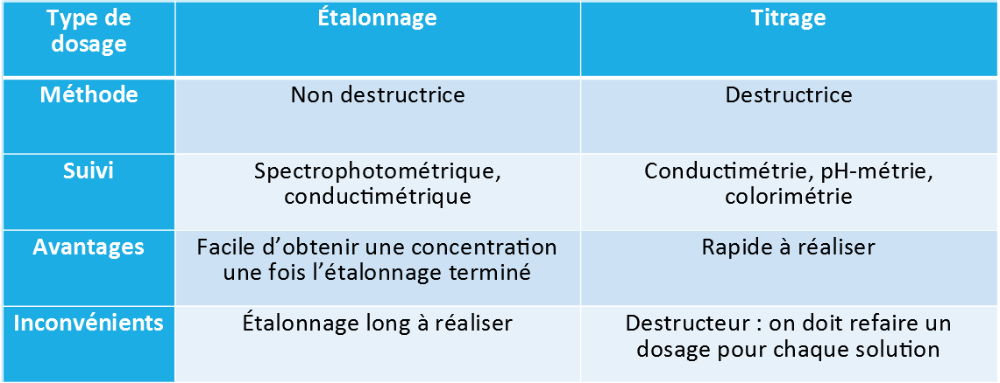 Type de
dosage
Étalonnage
Titrage
Méthode
Non destructrice
Destructrice
Suivi
Spectrophotométrique,
conductimétrique
Conductimétrie, pH-métrie,
colorimétrie
Avantages
Facile d’obtenir une concentration
une fois l’étalonnage terminé
Rapide à réaliser
Inconvénients
Étalonnage long à réaliser
Destructeur : on doit refaire un
dosage pour chaque solution